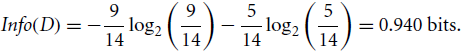 Info(D) = − 9/14 log₂ (9/14) − 5/14 log₂ (5/14) = 0.940 bits.